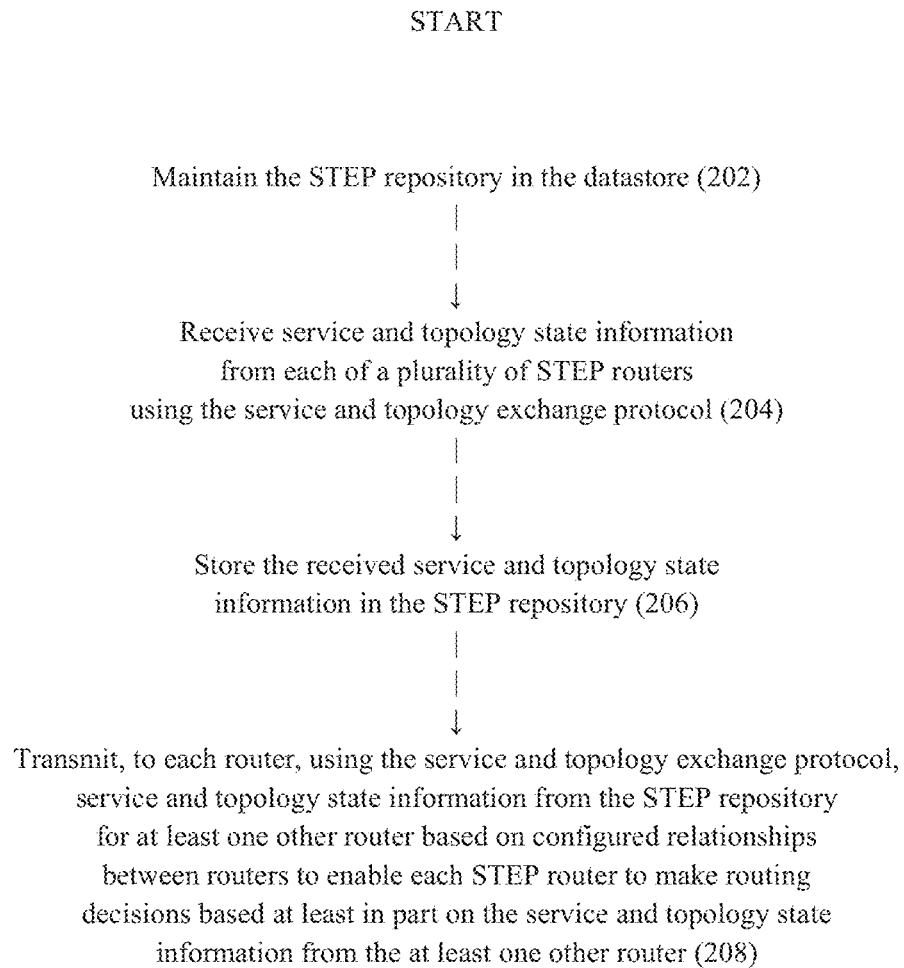 START
Maintain the STEP repository in the datastore (202)
Receive service and topology state information
from each of a plurality of STEP routers
using the service and topology exchange protocol (204)
Store the received service and topology state
information in the STEP repository (206)
Transmit, to each router, using the service and topology exchange protocol,
service and topology state information from the STEP repository
for at least one other router based on configured relationships
between routers to enable each STEP router to make routing
decisions based at least in part on the service and topology state
information from the at least one other router (208)